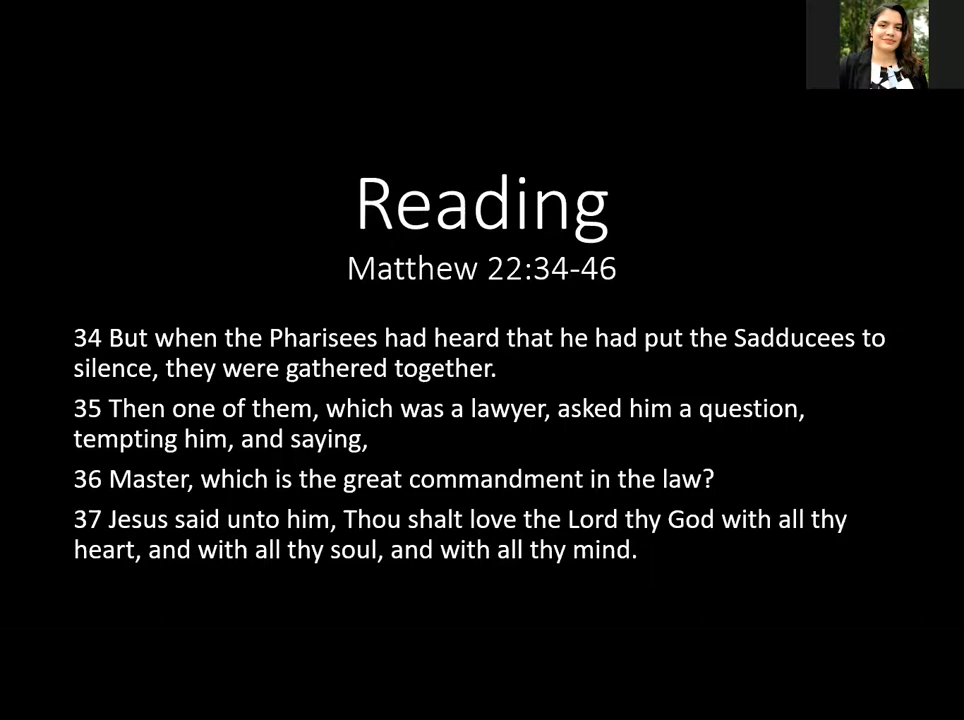 Reading
Matthew 22:34-46
34 But when the Pharisees had heard that he had put the Sadducees to
silence, they were gathered together.
35 Then one of them, which was a lawyer, asked him a question,
tempting him, and saying,
36 Master, which is the great commandment in the law?
37 Jesus said unto him, Thou shalt love the Lord thy God with all thy
heart, and with all thy soul, and with all thy mind.